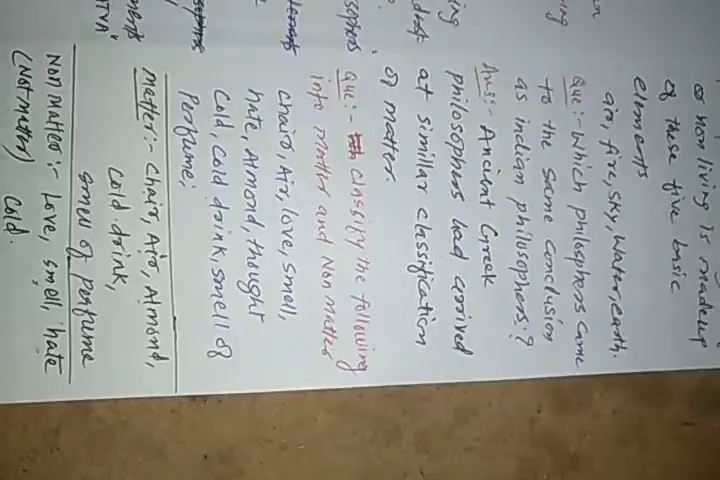 or non living is madeup
of these five basic
elements
air, fire, sky, water, earth.
Que:- Which philosphers came
to the same conclusion
as indian philosophers:?
Ans:- Ancient Greek
philosophers had arrived
at simillar classification
of matter.
Que:- classify the following
into matter and Non matter
chair, Air, love, smell,
hate, Almond, thought
Cold, Cold drink, smell of
Perfume;
matter:- Chair, Air, Almond,
Cold drink,
smell of perfume
Non matter:- Love, smell, hate
(Not matter) Cold.